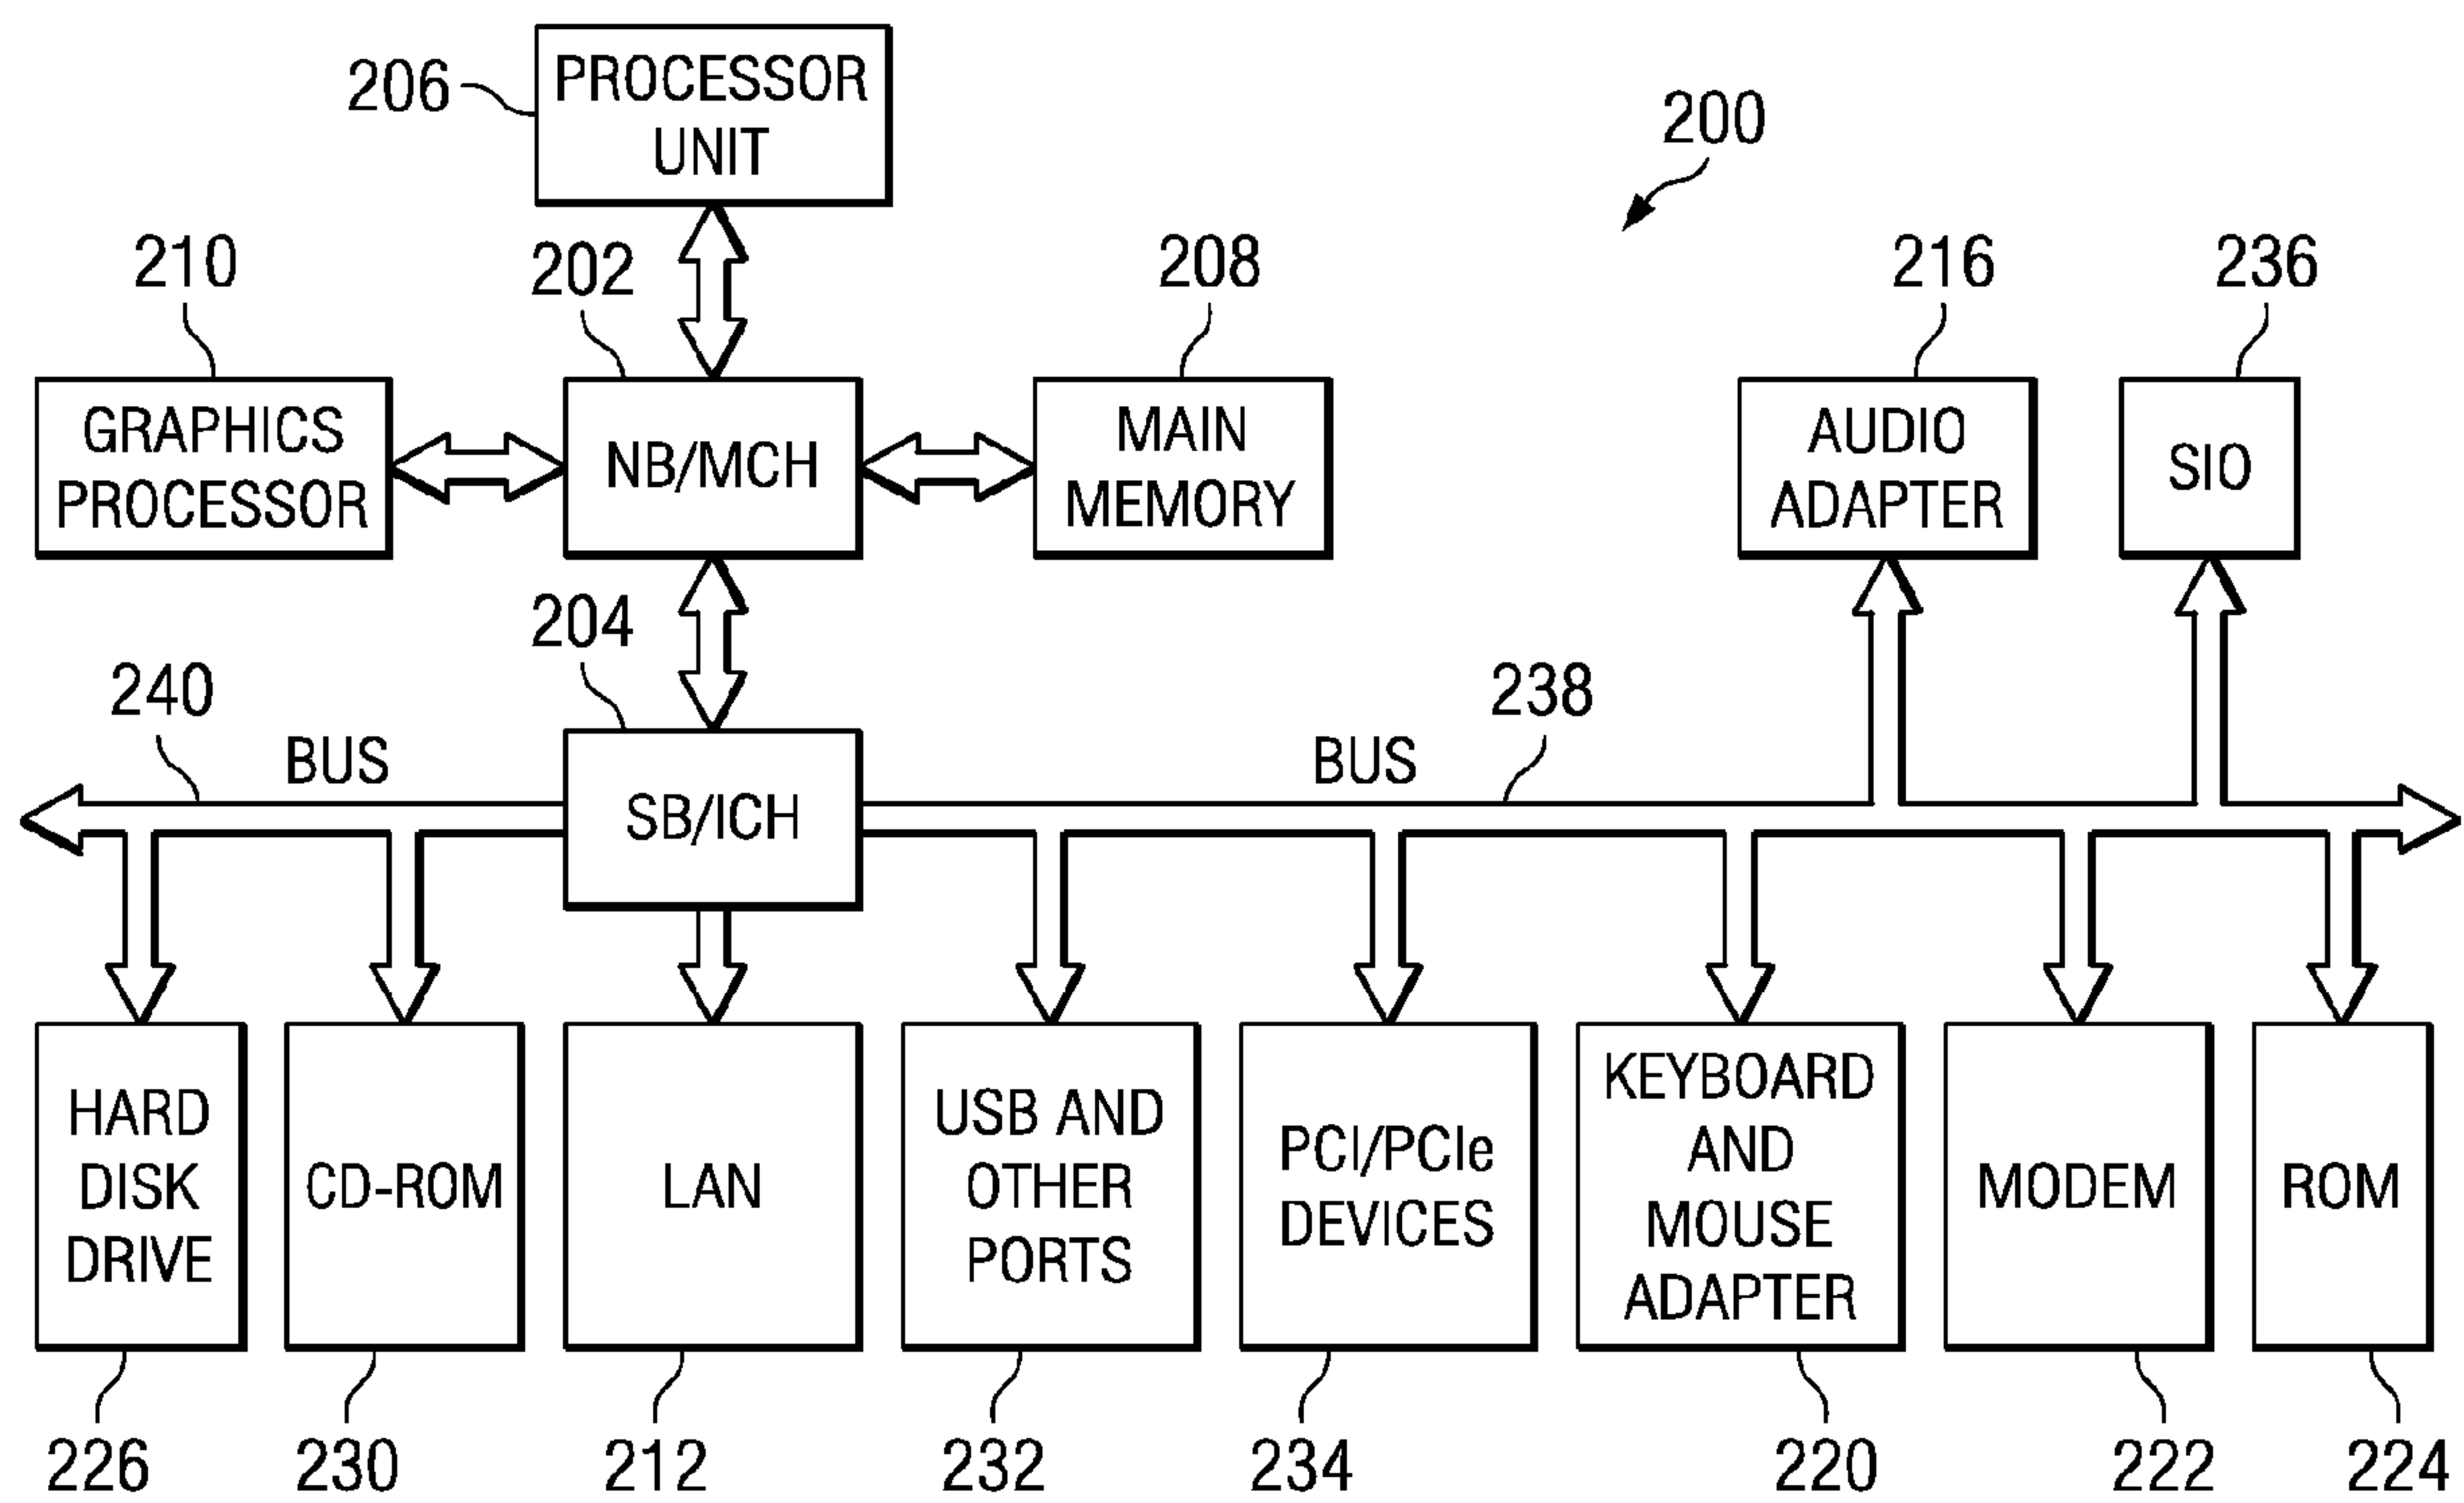 206
PROCESSOR
UNIT
200
210
202
208
216
236
GRAPHICS
PROCESSOR
NB/MCH
MAIN
MEMORY
AUDIO
ADAPTER
SIO
204
240
BUS
238
BUS
SB/ICH
HARD
DISK
DRIVE
CD-ROM
LAN
USB AND
OTHER
PORTS
PCI/PCIe
DEVICES
KEYBOARD
AND
MOUSE
ADAPTER
MODEM
ROM
226
230
212
232
234
220
222
224